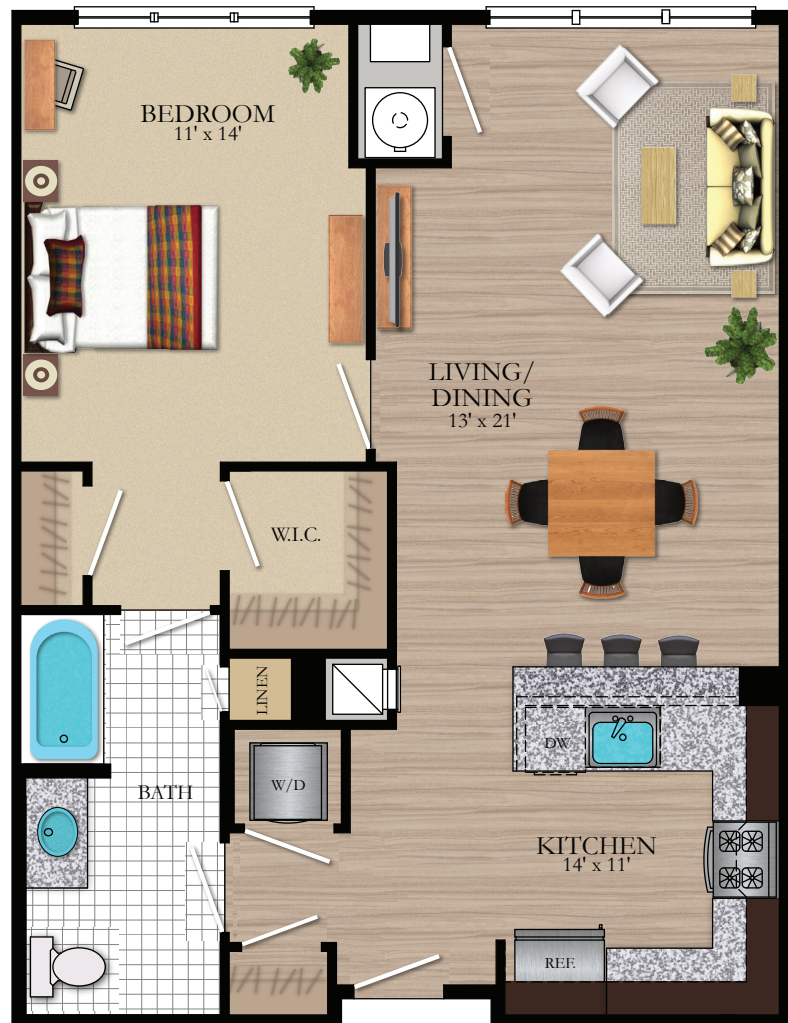 BEDROOM
11' x 14'
LIVING/
DINING
13' x 21'
W.I.C.
LINEN
DW
W/D
BATH
KITCHEN
14' x 11'
REF.